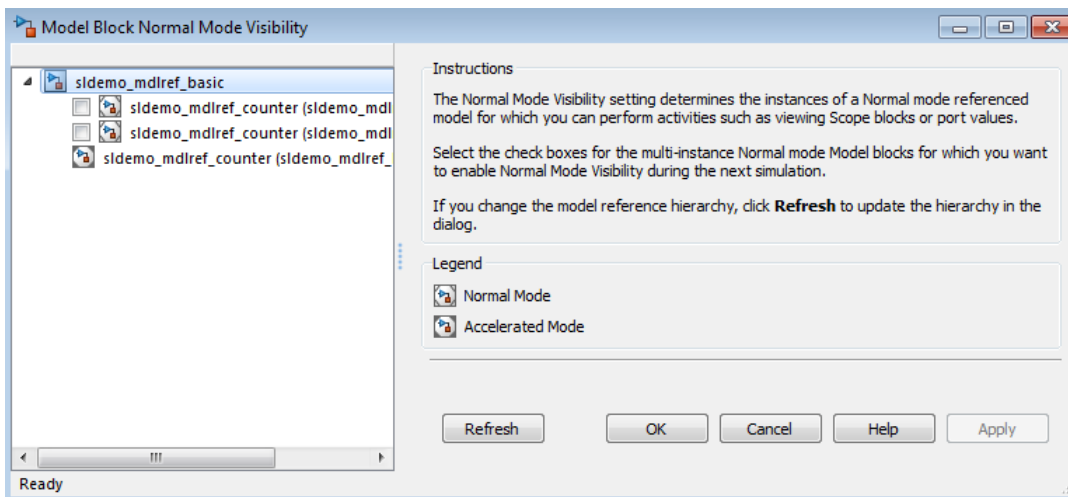 Model Block Normal Mode Visibility
sldemo_mdlref_basic
sldemo_mdlref_counter (sldemo_mdl
sldemo_mdlref_counter (sldemo_mdl
sldemo_mdlref_counter (sldemo_mdlref_
Ready
Instructions
The Normal Mode Visibility setting determines the instances of a Normal mode referenced
model for which you can perform activities such as viewing Scope blocks or port values.
Select the check boxes for the multi-instance Normal mode Model blocks for which you want
to enable Normal Mode Visibility during the next simulation.
If you change the model reference hierarchy, click Refresh to update the hierarchy in the
dialog.
Legend
Normal Mode
Accelerated Mode
Refresh OK Cancel Help Apply